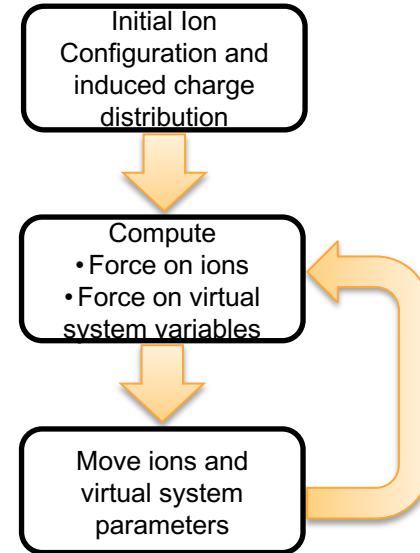 Initial Ion
Configuration and
induced charge
distribution
Compute
• Force on ions
• Force on virtual
system variables
Move ions and
virtual system
parameters